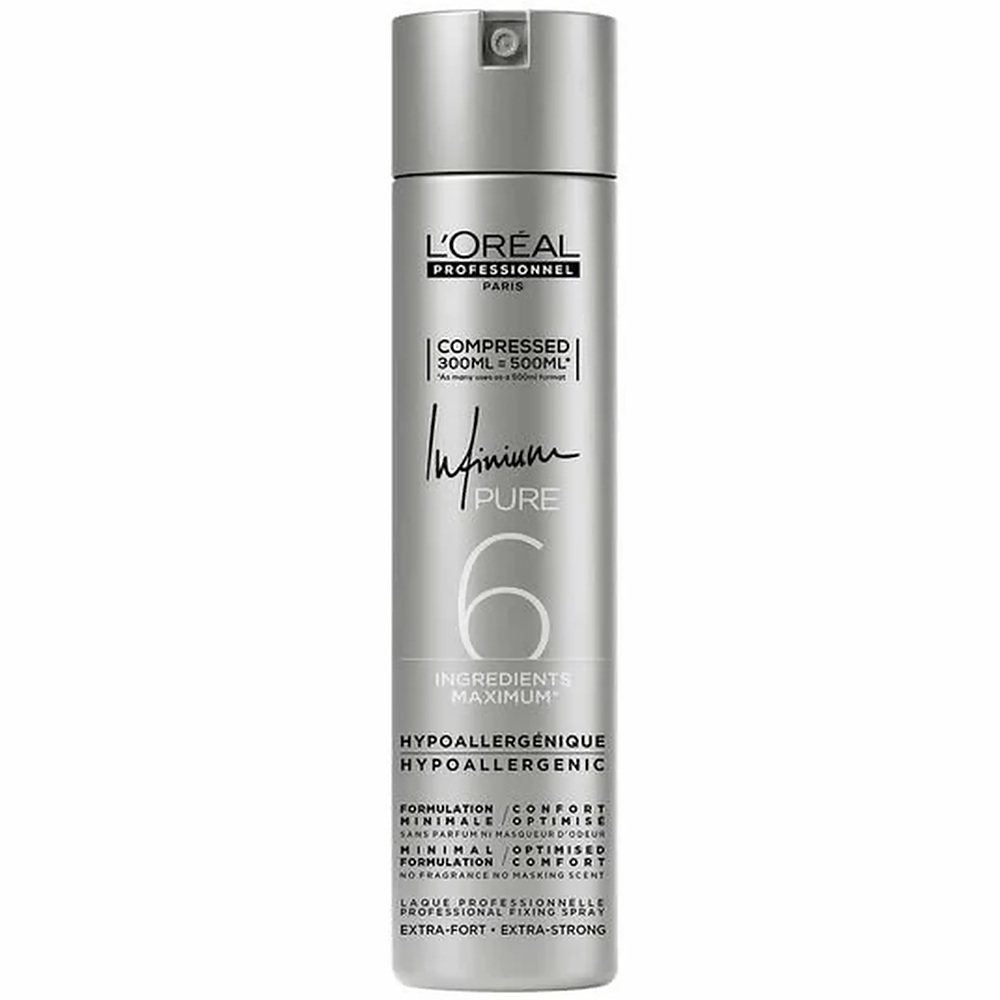 L'ORÉAL
PROFESSIONNEL
PARIS
COMPRESSED
300ML = 500ML*
*As many uses as a 500ml format
Infinium
PURE
6
INGREDIENTS
MAXIMUM*
HYPOALLERGÉNIQUE
HYPOALLERGENIC
FORMULATION / CONFORT
MINIMALE / OPTIMISÉ
SANS PARFUM NI MASQUEUR D'ODEUR
MINIMAL / OPTIMISED
FORMULATION / COMFORT
NO FRAGRANCE NO MASKING SCENT
LAQUE PROFESSIONNELLE
PROFESSIONAL FIXING SPRAY
EXTRA-FORT • EXTRA-STRONG